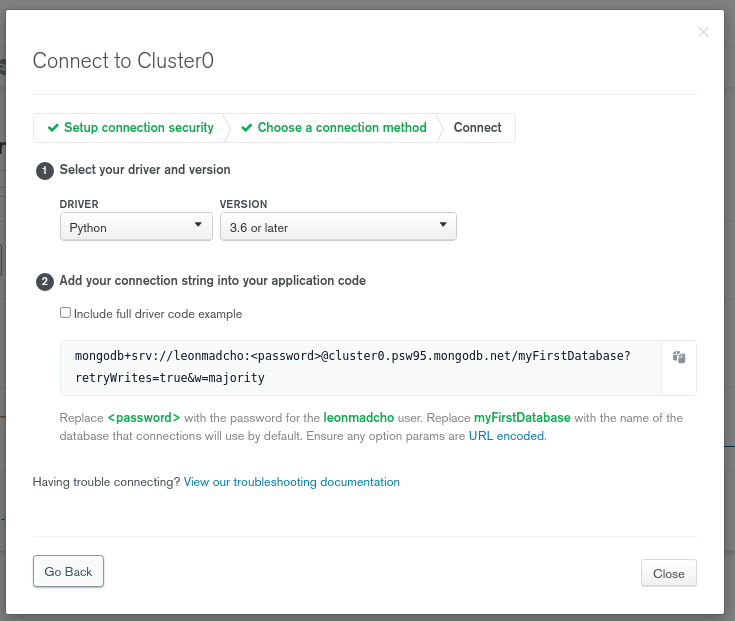 Connect to Cluster0
Setup connection security
Choose a connection method
Connect
1 Select your driver and version
DRIVER
VERSION
Python
3.6 or later
2 Add your connection string into your application code
Include full driver code example
mongodb+srv://leonmadcho:<password>@cluster0.psw95.mongodb.net/myFirstDatabase?
retryWrites=true&w=majority
Replace <password> with the password for the leonmadcho user. Replace myFirstDatabase with the name of the
database that connections will use by default. Ensure any option params are URL encoded.
Having trouble connecting? View our troubleshooting documentation
Go Back
Close